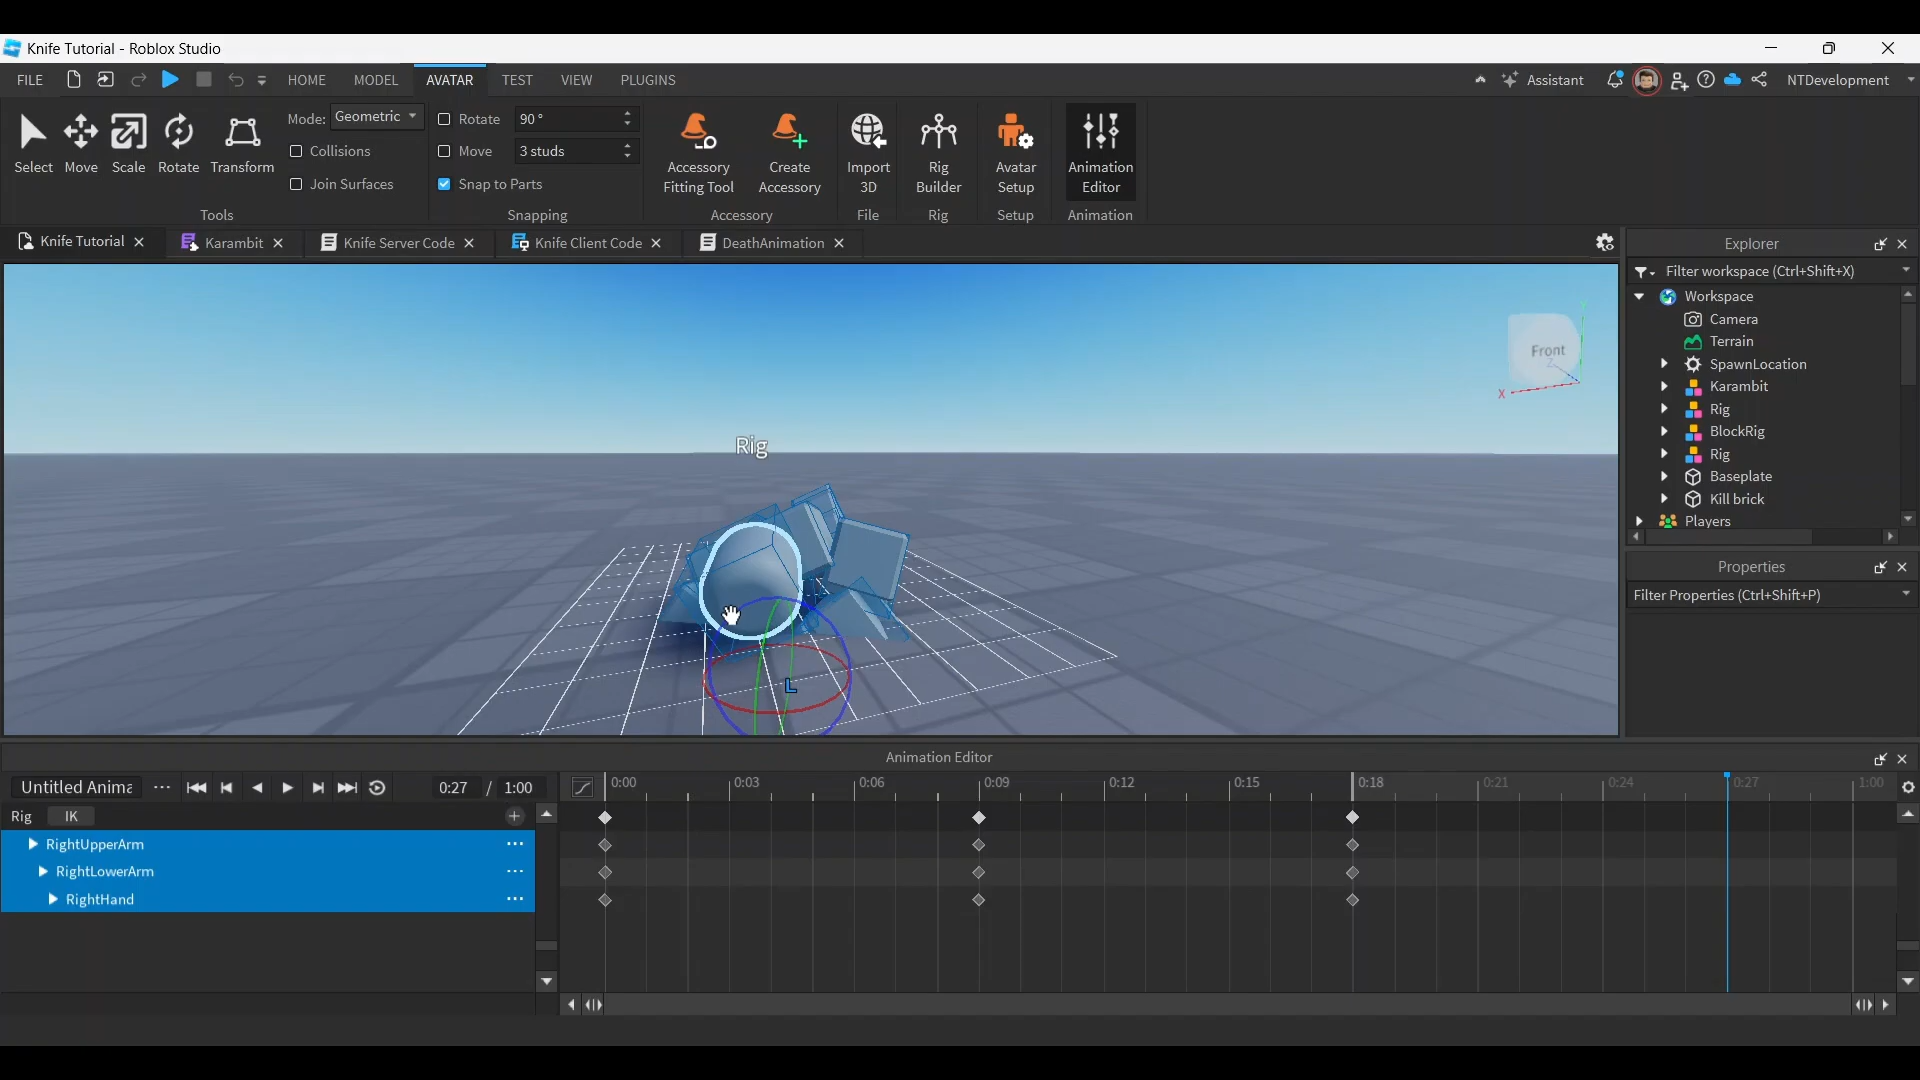 Knife Tutorial - Roblox Studio
FILE HOME MODEL AVATAR TEST VIEW PLUGINS Assistant NTDevelopment
Select Move Scale Rotate Transform
Mode: Geometric
Collisions
Join Surfaces
Tools
Rotate 90 °
Move 3 studs
Snap to Parts
Snapping
Accessory Fitting Tool
Create Accessory
Accessory
Import 3D
File
Rig Builder
Rig
Avatar Setup
Setup
Animation Editor
Animation
Knife Tutorial Karambit Knife Server Code Knife Client Code DeathAnimation
Rig
Front
X
Y
Z
L
Explorer
Filter workspace (Ctrl+Shift+X)
Workspace
Camera
Terrain
SpawnLocation
Karambit
Rig
BlockRig
Rig
Baseplate
Kill brick
Players
Properties
Filter Properties (Ctrl+Shift+P)
Animation Editor
Untitled Anima 0:27 / 1:00
0:00 0:03 0:06 0:09 0:12 0:15 0:18 0:21 0:24 0:27 1:00
Rig IK
RightUpperArm
RightLowerArm
RightHand